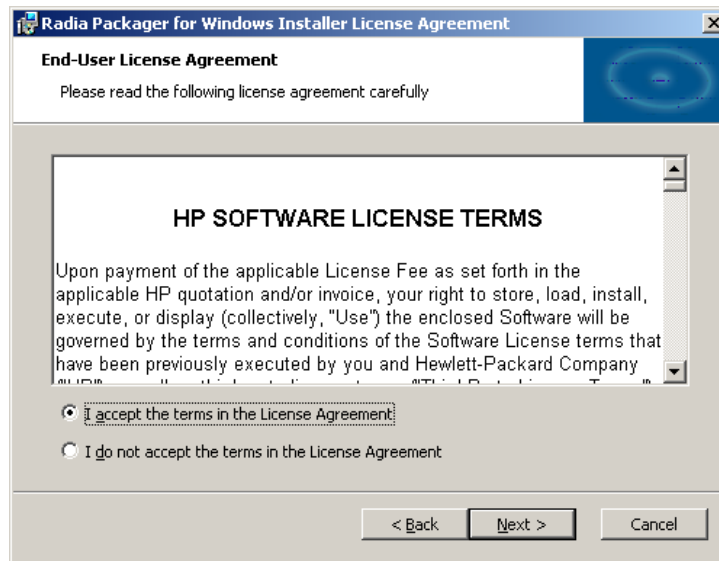 Radia Packager for Windows Installer License Agreement
End-User License Agreement
Please read the following license agreement carefully
HP SOFTWARE LICENSE TERMS
Upon payment of the applicable License Fee as set forth in the
applicable HP quotation and/or invoice, your right to store, load, install,
execute, or display (collectively, "Use") the enclosed Software will be
governed by the terms and conditions of the Software License terms that
have been previously executed by you and Hewlett-Packard Company
I accept the terms in the License Agreement
I do not accept the terms in the License Agreement
< Back Next > Cancel